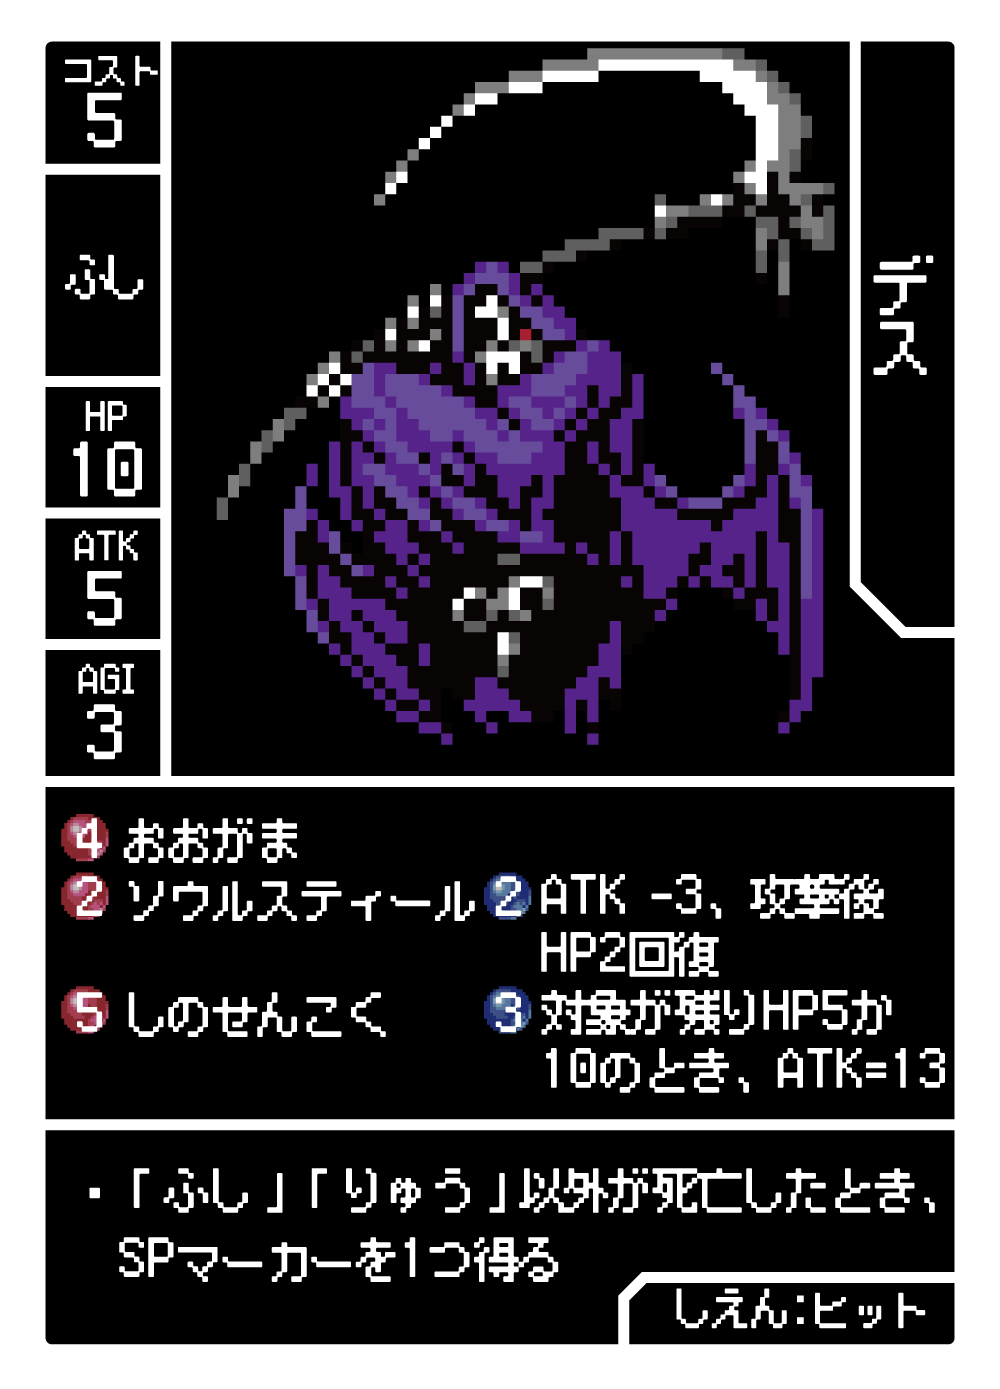 コスト
5
ふし
HP
10
ATK
5
AGI
3
デス
4 おおがま
2 ソウルスティール 2 ATK -3、攻撃後
HP2回復
5 しのせんこく 3 対象が残りHP5か
10のとき、ATK=13
・「ふし」「りゅう」以外が死亡したとき、
SPマーカーを1つ得る
しえん:ヒット